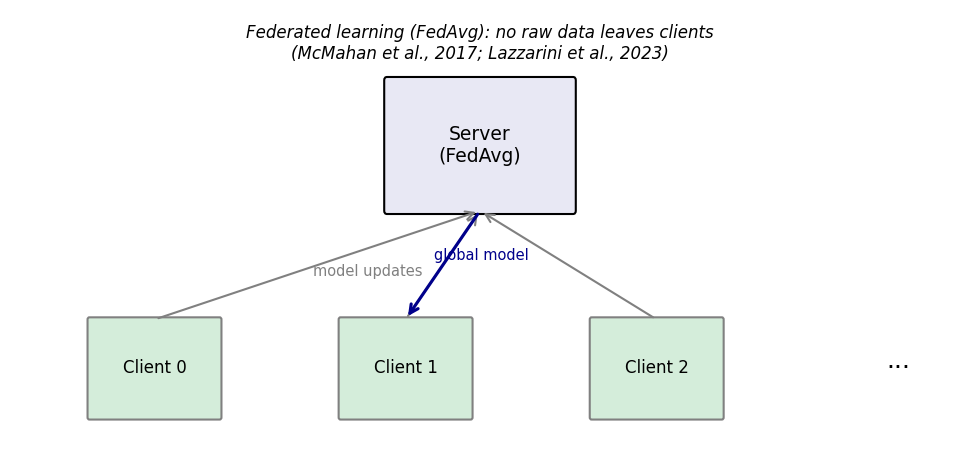 Federated learning (FedAvg): no raw data leaves clients
(McMahan et al., 2017; Lazzarini et al., 2023)
Server
(FedAvg)
global model
model updates
Client 0
Client 1
Client 2
...